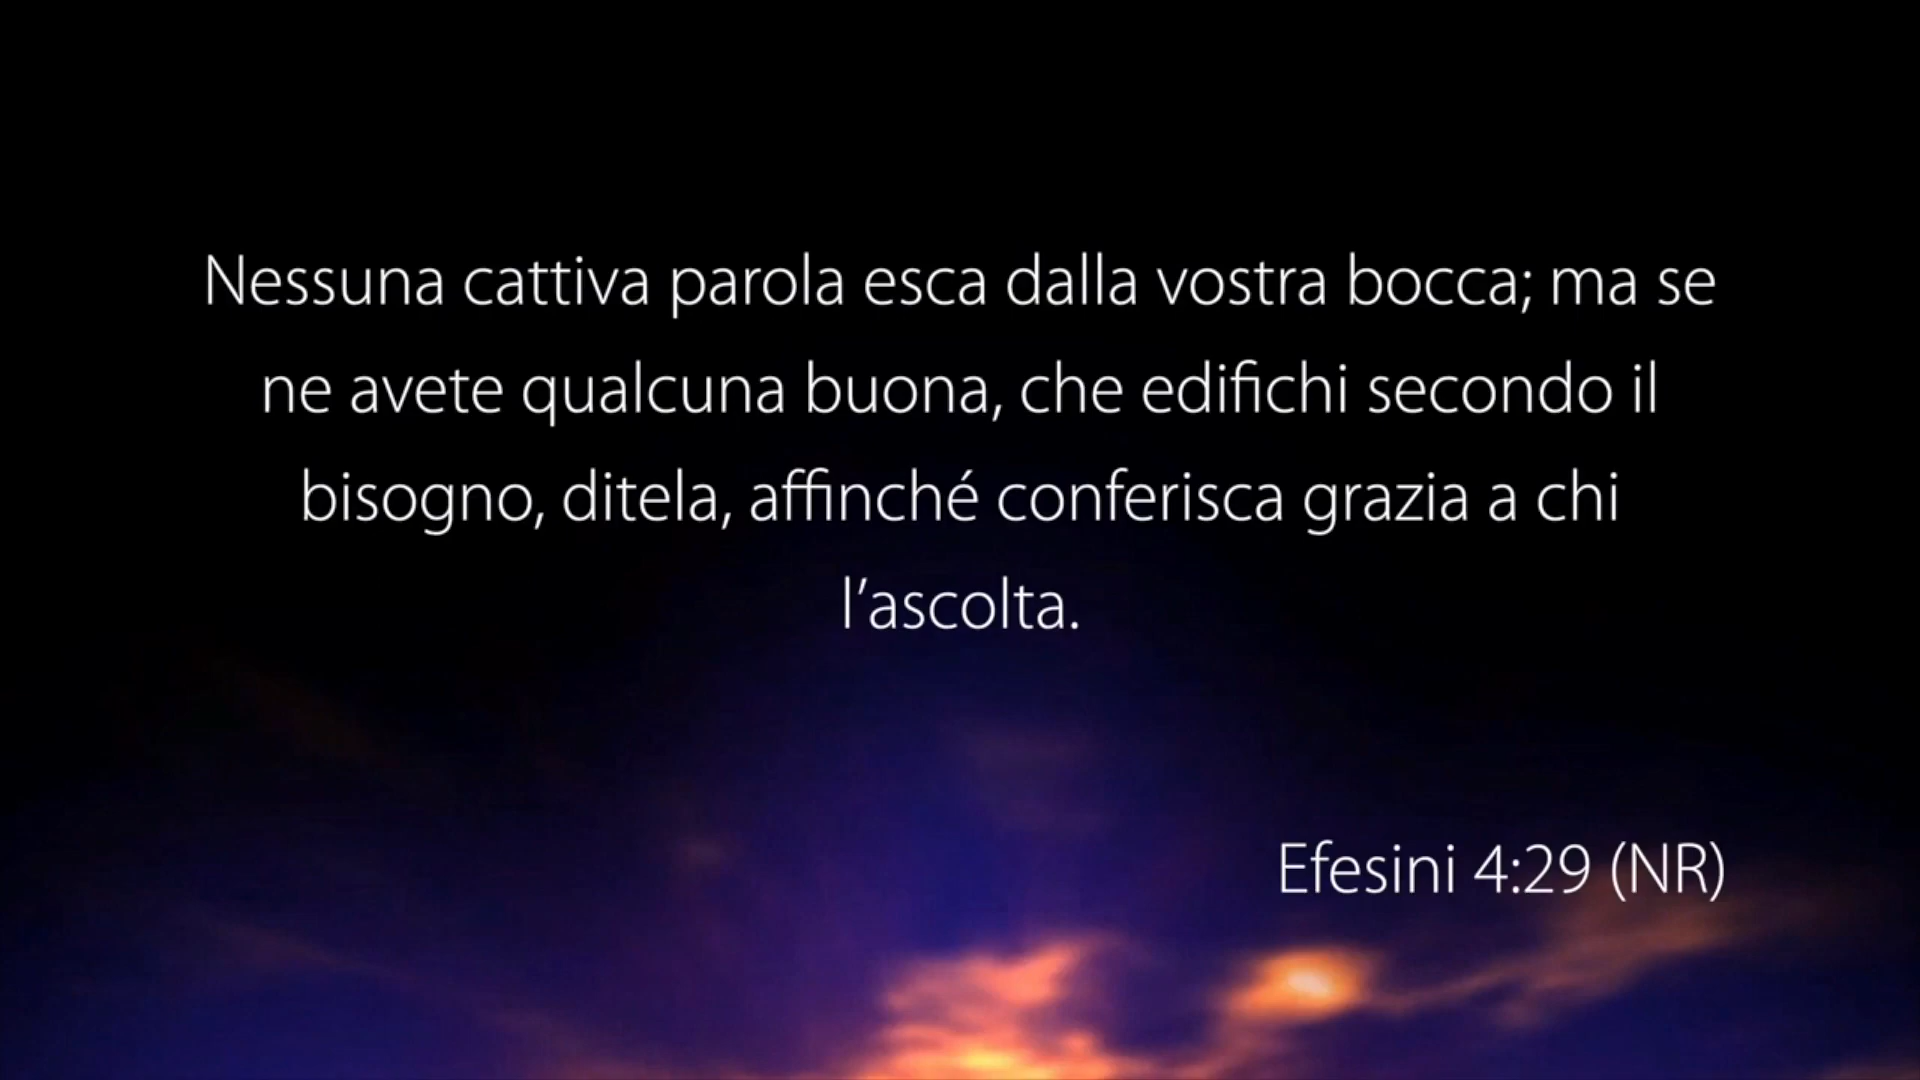 Nessuna cattiva parola esca dalla vostra bocca; ma se
ne avete qualcuna buona, che edifichi secondo il
bisogno, ditela, affinché conferisca grazia a chi
l’ascolta.
Efesini 4:29 (NR)